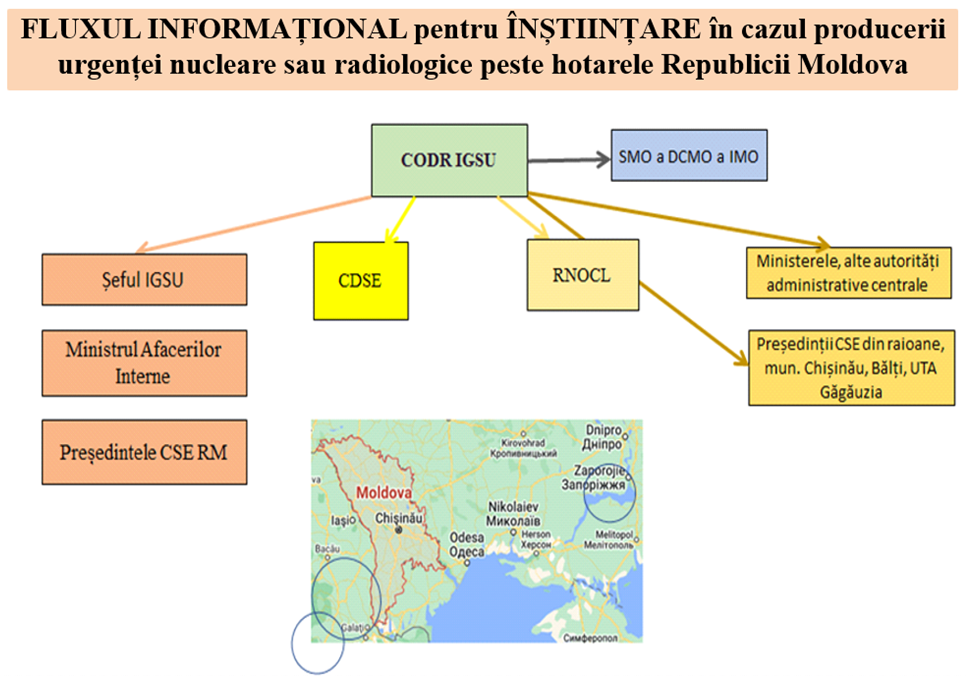 FLUXUL INFORMAȚIONAL pentru ÎNȘTIINȚARE în cazul producerii
urgenței nucleare sau radiologice peste hotarele Republicii Moldova
CODR IGSU
SMO a DCMO a IMO
Șeful IGSU
CDSE
RNOCL
Ministerele, alte autorități
administrative centrale
Ministrul Afacerilor
Interne
Președinții CSE din raioane,
mun. Chișinău, Bălți, UTA
Găgăuzia
Președintele CSE RM
Dnipro
Дніпро
Kirovohrad
Кропивницький
Zaporojie
Запоріжжя
va
Moldova
Iași
Chișinău
Nikolaiev
Миколаїв
Odesa
Одеса
Herson
Херсон
Melitopol
Мелітополь
Bacău
Galați
Симферополь